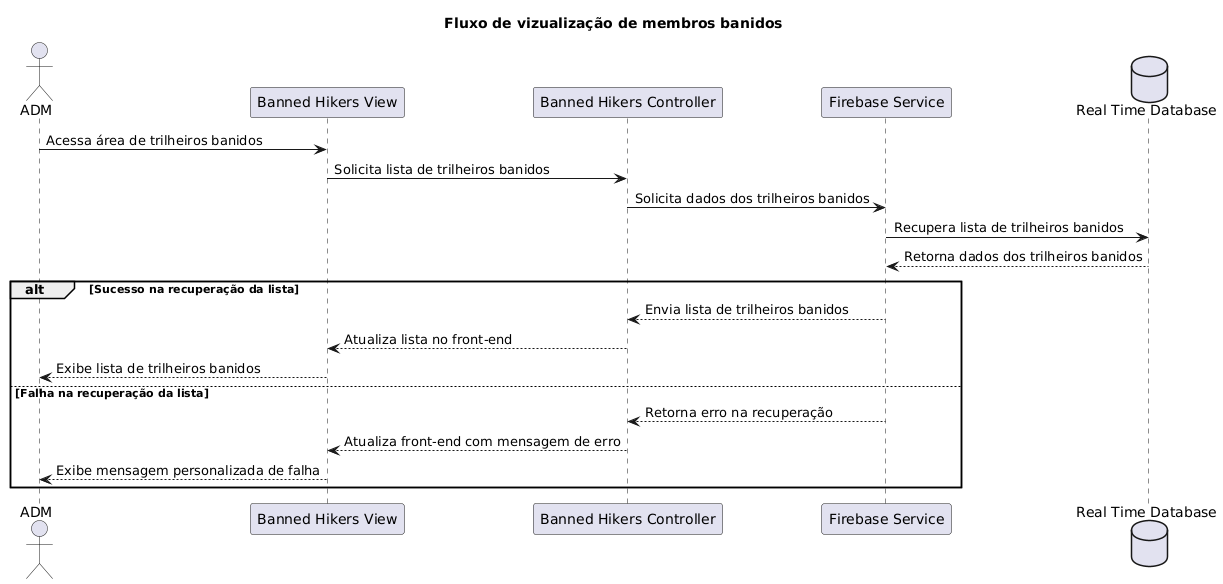 Fluxo de vizualização de membros banidos
ADM
Banned Hikers View
Banned Hikers Controller
Firebase Service
Real Time Database
Acessa área de trilheiros banidos
Solicita lista de trilheiros banidos
Solicita dados dos trilheiros banidos
Recupera lista de trilheiros banidos
Retorna dados dos trilheiros banidos
alt
[Sucesso na recuperação da lista]
Envia lista de trilheiros banidos
Atualiza lista no front-end
Exibe lista de trilheiros banidos
[Falha na recuperação da lista]
Retorna erro na recuperação
Atualiza front-end com mensagem de erro
Exibe mensagem personalizada de falha
ADM
Banned Hikers View
Banned Hikers Controller
Firebase Service
Real Time Database